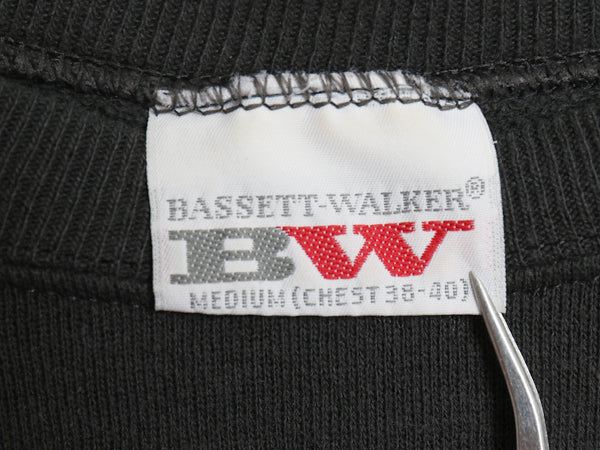 BASSETT-WALKER®
BW
MEDIUM (CHEST 38-40)